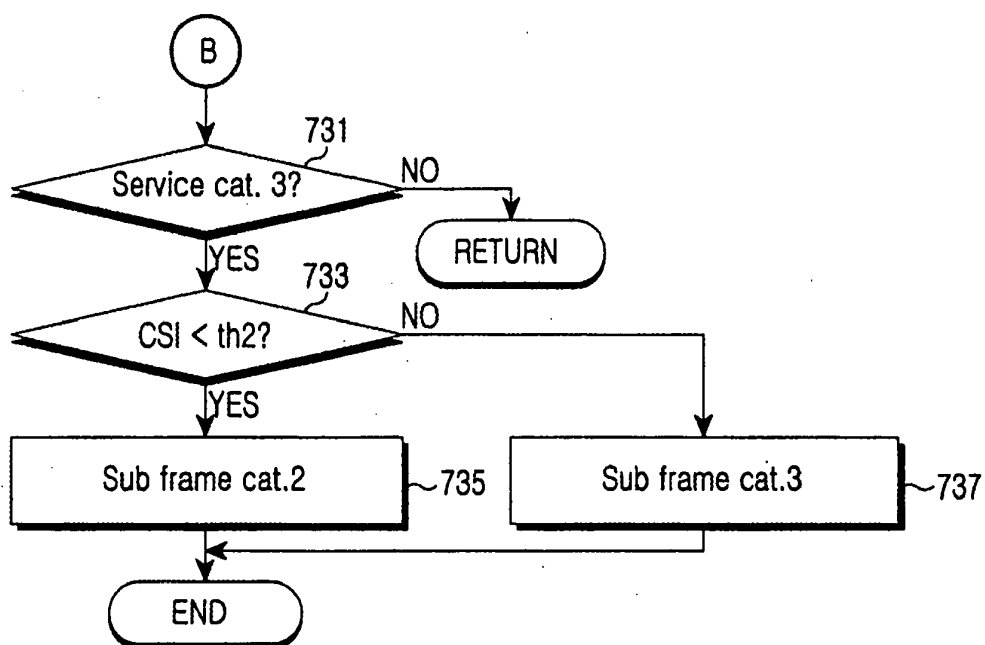 B
731
Service cat. 3?
NO
RETURN
YES
733
CSI < th2?
NO
YES
Sub frame cat.2
735
Sub frame cat.3
737
END